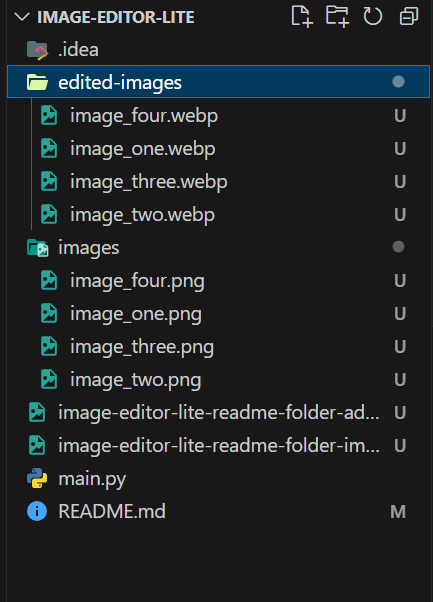 IMAGE-EDITOR-LITE
.idea
edited-images
image_four.webp U
image_one.webp U
image_three.webp U
image_two.webp U
images
image_four.png U
image_one.png U
image_three.png U
image_two.png U
image-editor-lite-readme-folder-ad... U
image-editor-lite-readme-folder-im... U
main.py
README.md M